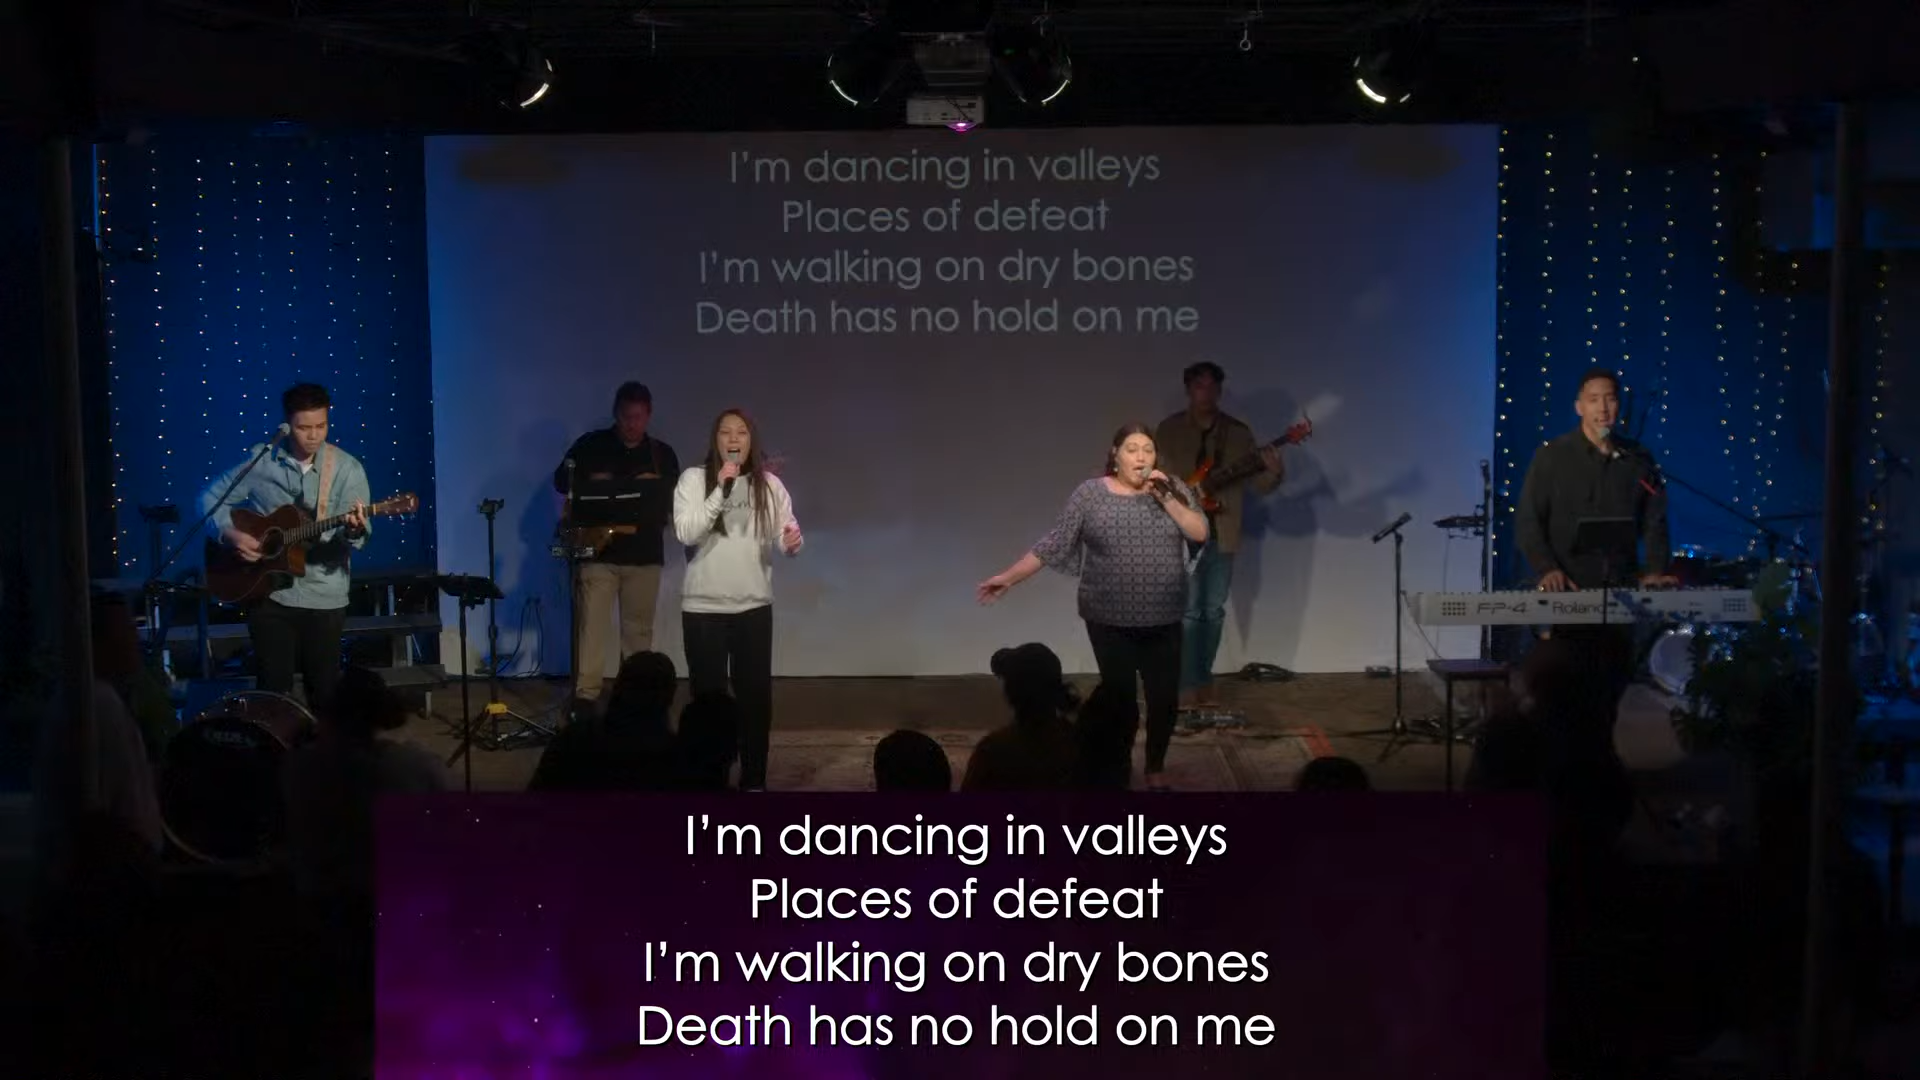 I'm dancing in valleys
Places of defeat
I'm walking on dry bones
Death has no hold on me
FP-4 Roland
I'm dancing in valleys
Places of defeat
I'm walking on dry bones
Death has no hold on me